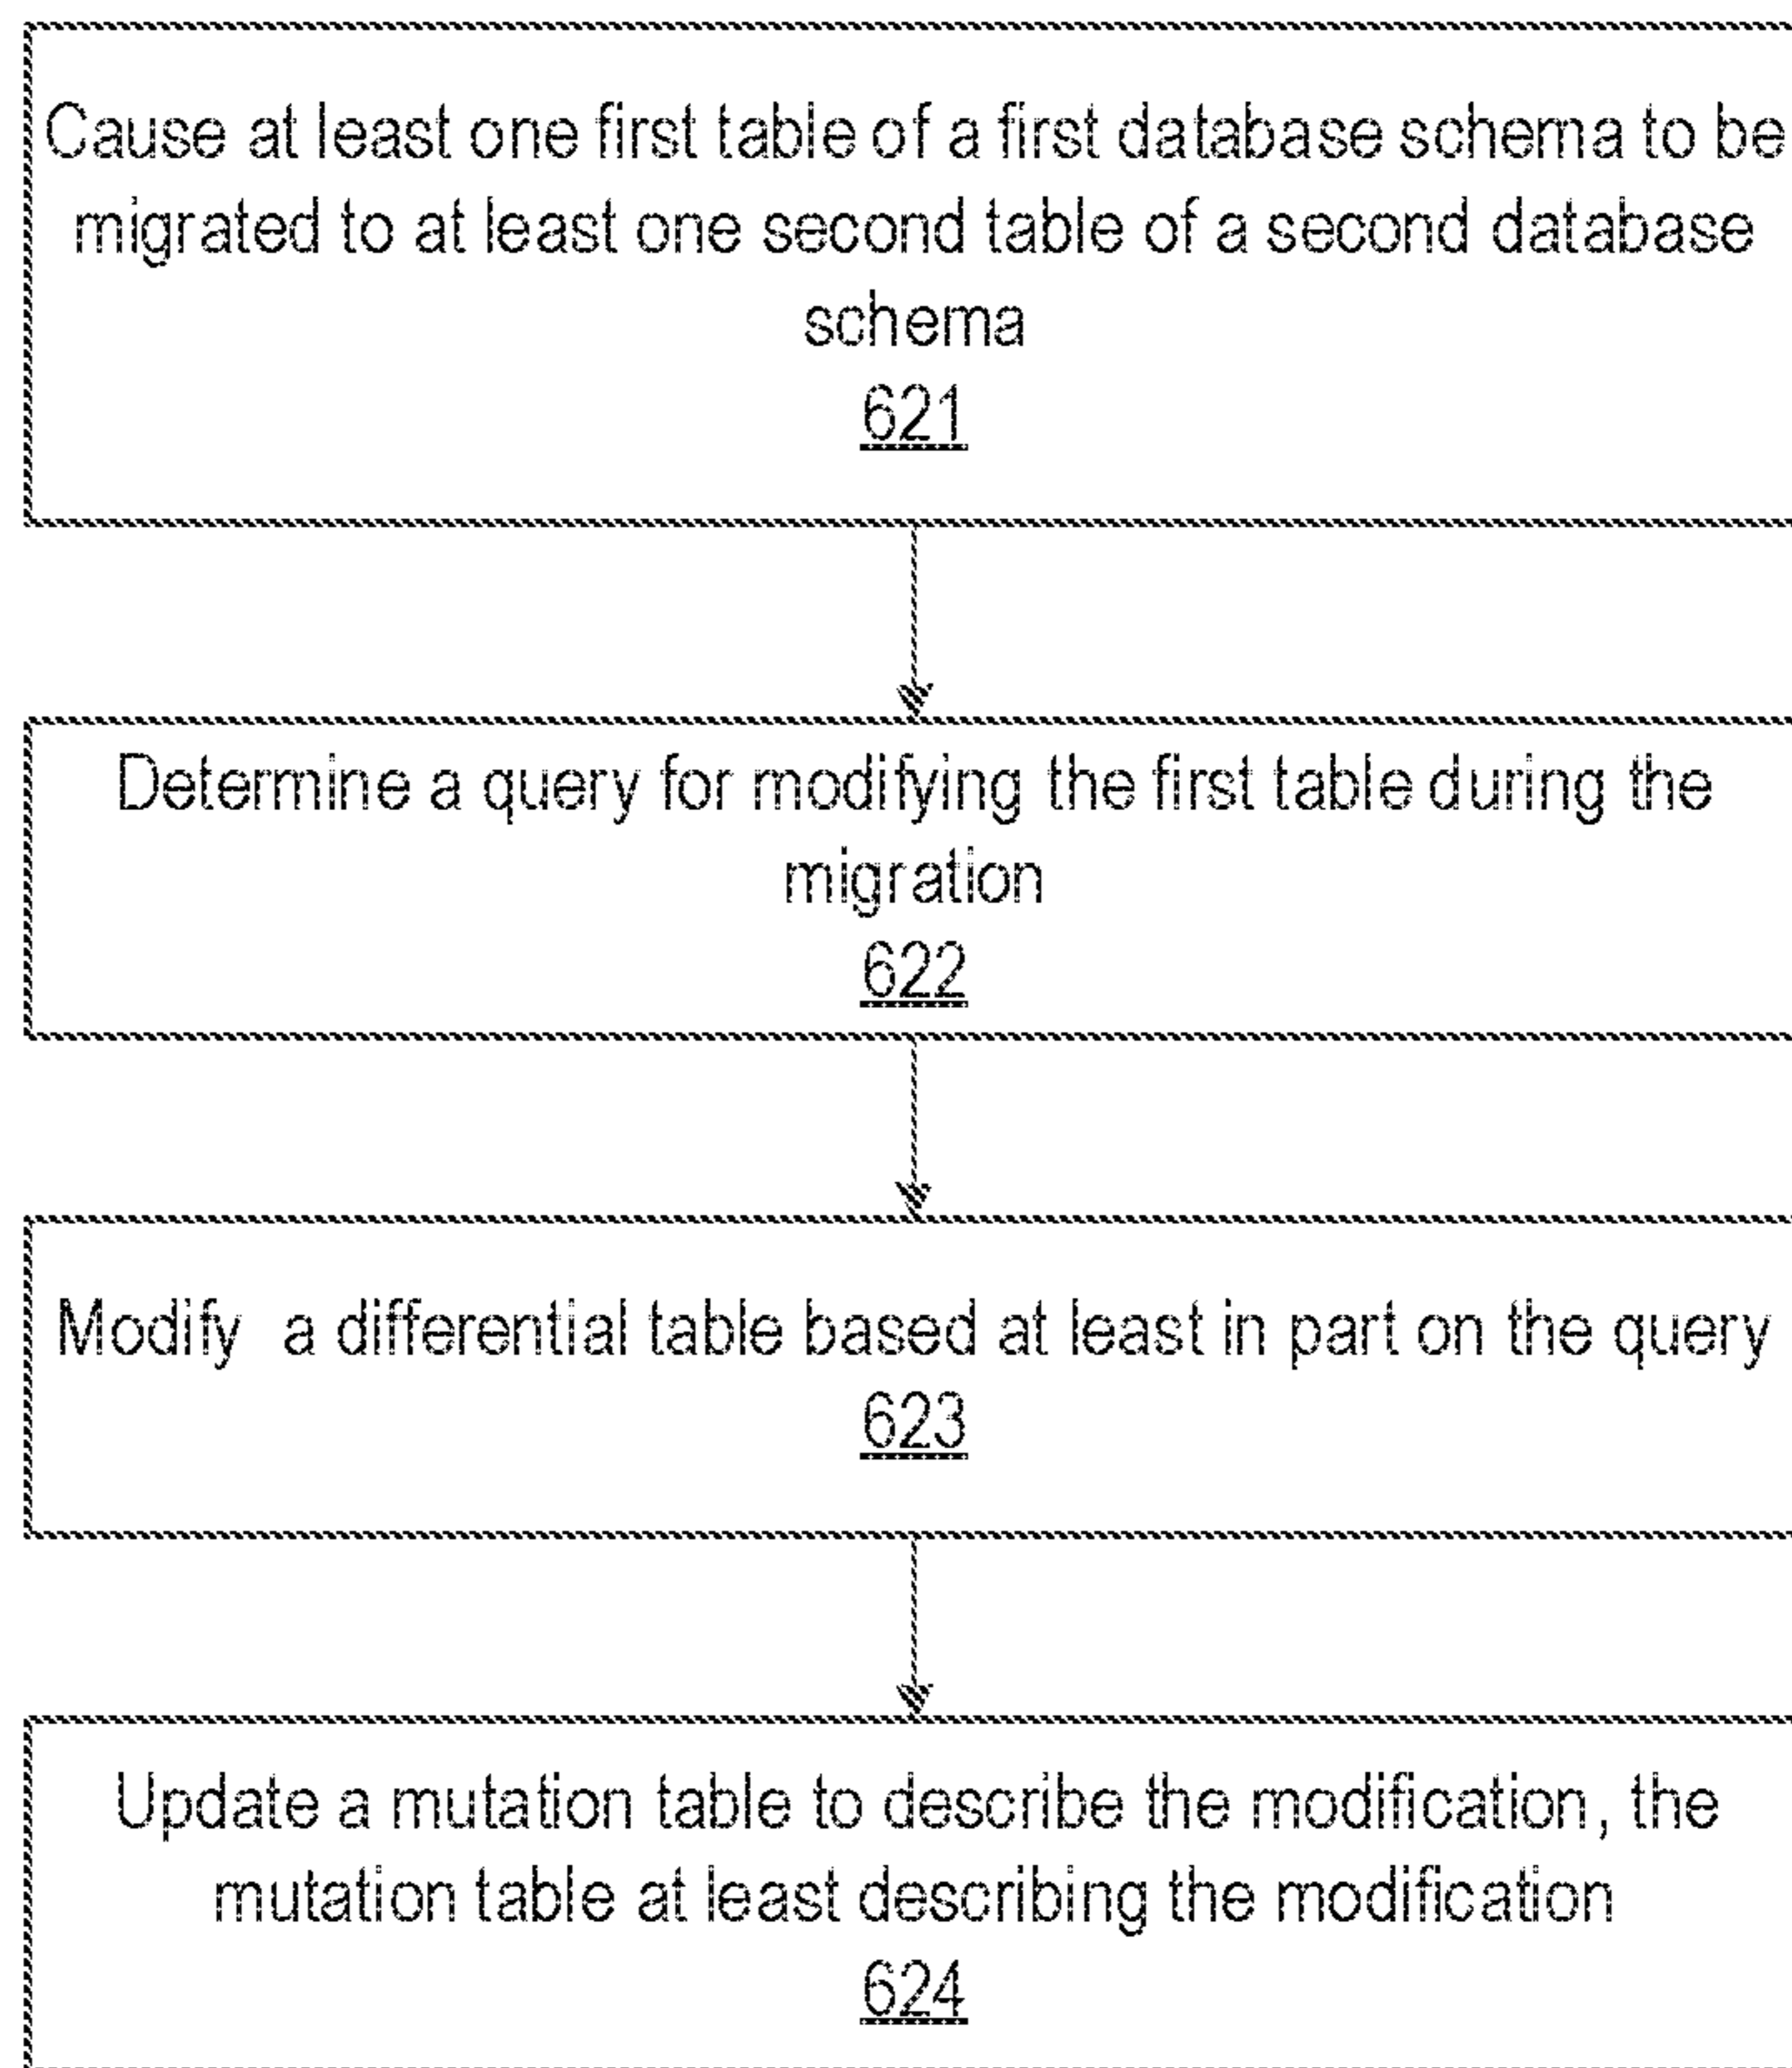 Cause at least one first table of a first database schema to be
migrated to at least one second table of a second database
schema
621
Determine a query for modifying the first table during the
migration
622
Modify a differential table based at least in part on the query
623
Update a mutation table to describe the modification, the
mutation table at least describing the modification
624